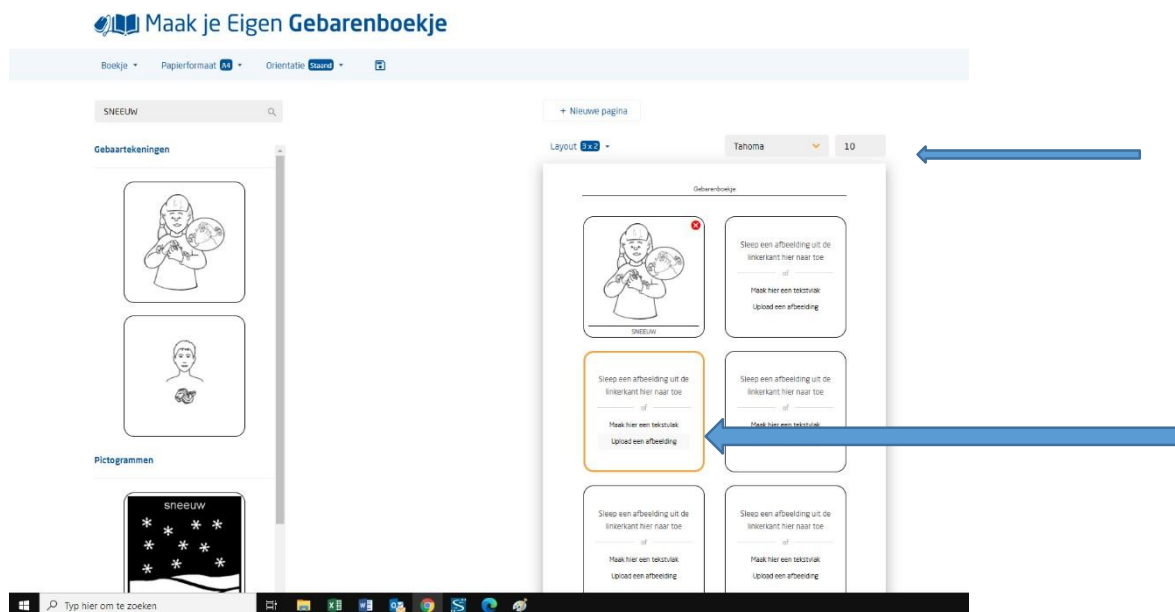 Maak je Eigen Gebarenboekje
Boekje Papierformaat A4 Orientatie Staand
SNEEUW
+ Nieuwe pagina
Gebaartekeningen
Layout 3 x 2 Tahoma 10
Gebarenboekje
Sleep een afbeelding uit de
linkerkant hier naar toe
of
Maak hier een tekstvlak
Upload een afbeelding
SNEEUW
Sleep een afbeelding uit de
linkerkant hier naar toe
of
Maak hier een tekstvlak
Upload een afbeelding
Sleep een afbeelding uit de
linkerkant hier naar toe
of
Maak hier een tekstvlak
Pictogrammen
sneeuw
Sleep een afbeelding uit de
linkerkant hier naar toe
of
Maak hier een tekstvlak
Upload een afbeelding
Sleep een afbeelding uit de
linkerkant hier naar toe
of
Maak hier een tekstvlak
Upload een afbeelding
Typ hier om te zoeken